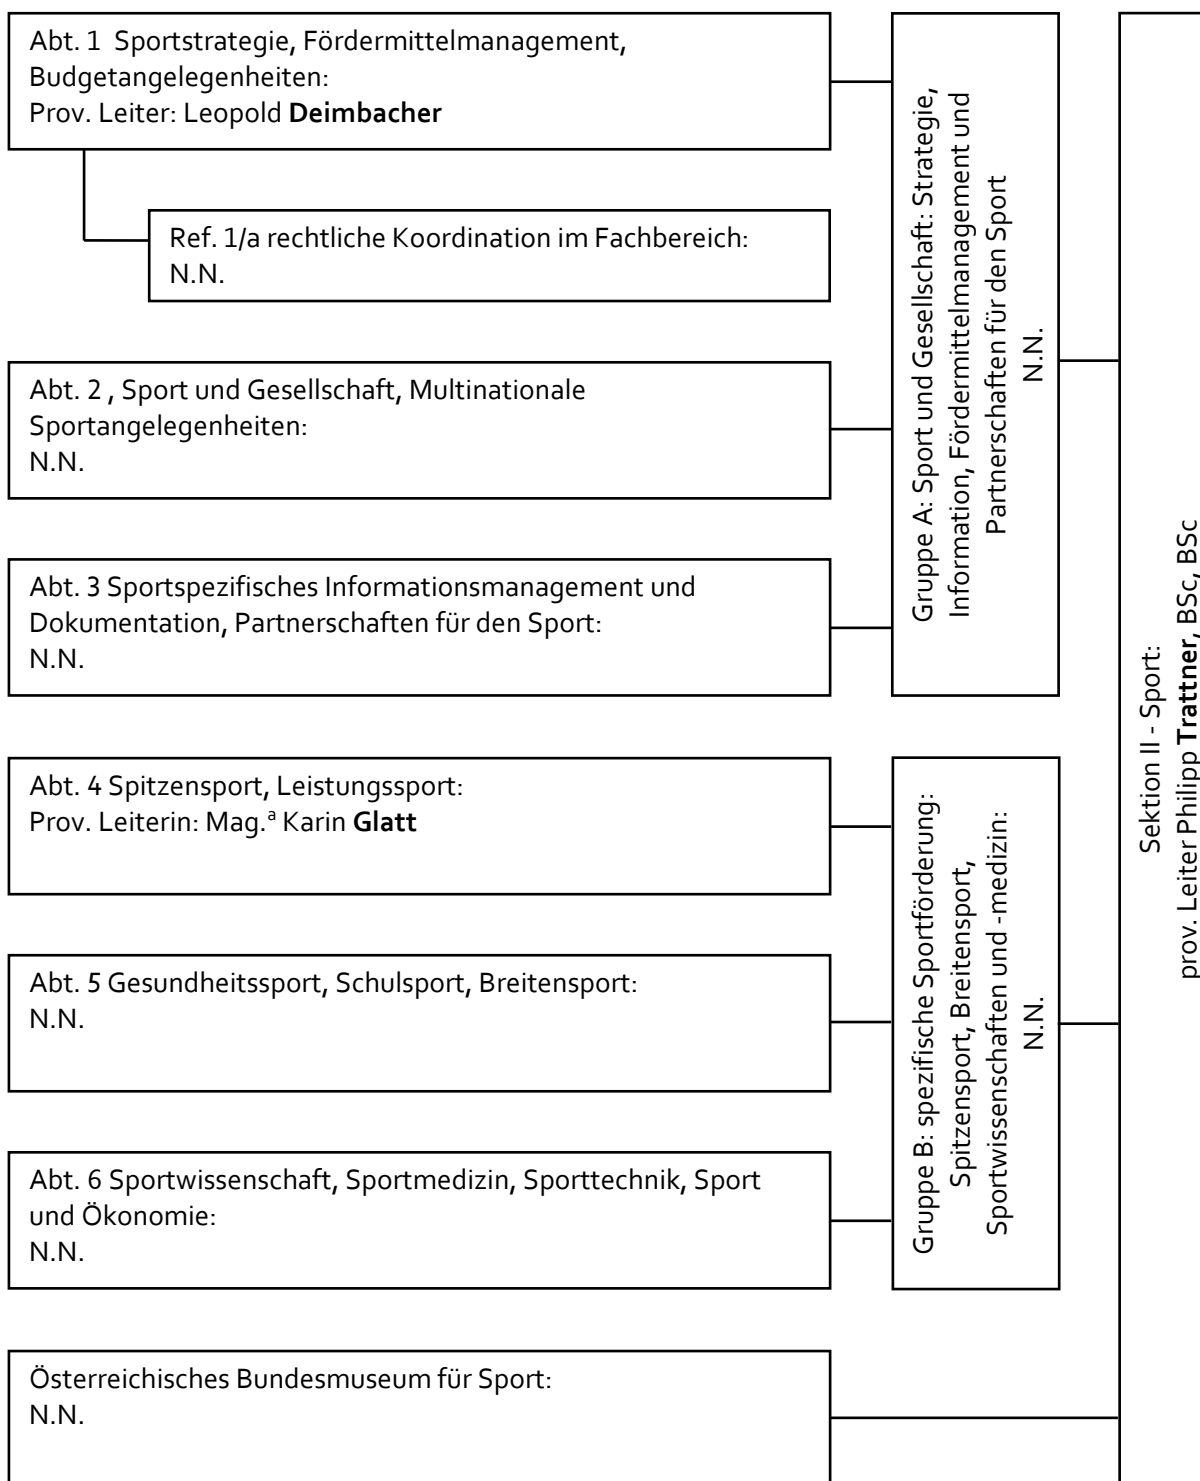 Abt. 1 Sportstrategie, Fördermittelmanagement,
Budgetangelegenheiten:
Prov. Leiter: Leopold Deimbacher
Ref. 1/a rechtliche Koordination im Fachbereich:
N.N.
Abt. 2 , Sport und Gesellschaft, Multinationale
Sportangelegenheiten:
N.N.
Abt. 3 Sportspezifisches Informationsmanagement und
Dokumentation, Partnerschaften für den Sport:
N.N.
Gruppe A: Sport und Gesellschaft: Strategie,
Information, Fördermittelmanagement und
Partnerschaften für den Sport
N.N.
Abt. 4 Spitzensport, Leistungssport:
Prov. Leiterin: Mag.ª Karin Glatt
Abt. 5 Gesundheitssport, Schulsport, Breitensport:
N.N.
Abt. 6 Sportwissenschaft, Sportmedizin, Sporttechnik, Sport
und Ökonomie:
N.N.
Gruppe B: spezifische Sportförderung:
Spitzensport, Breitensport,
Sportwissenschaften und -medizin:
N.N.
Österreichisches Bundesmuseum für Sport:
N.N.
Sektion II - Sport:
prov. Leiter Philipp Trattner, BSc, BSc